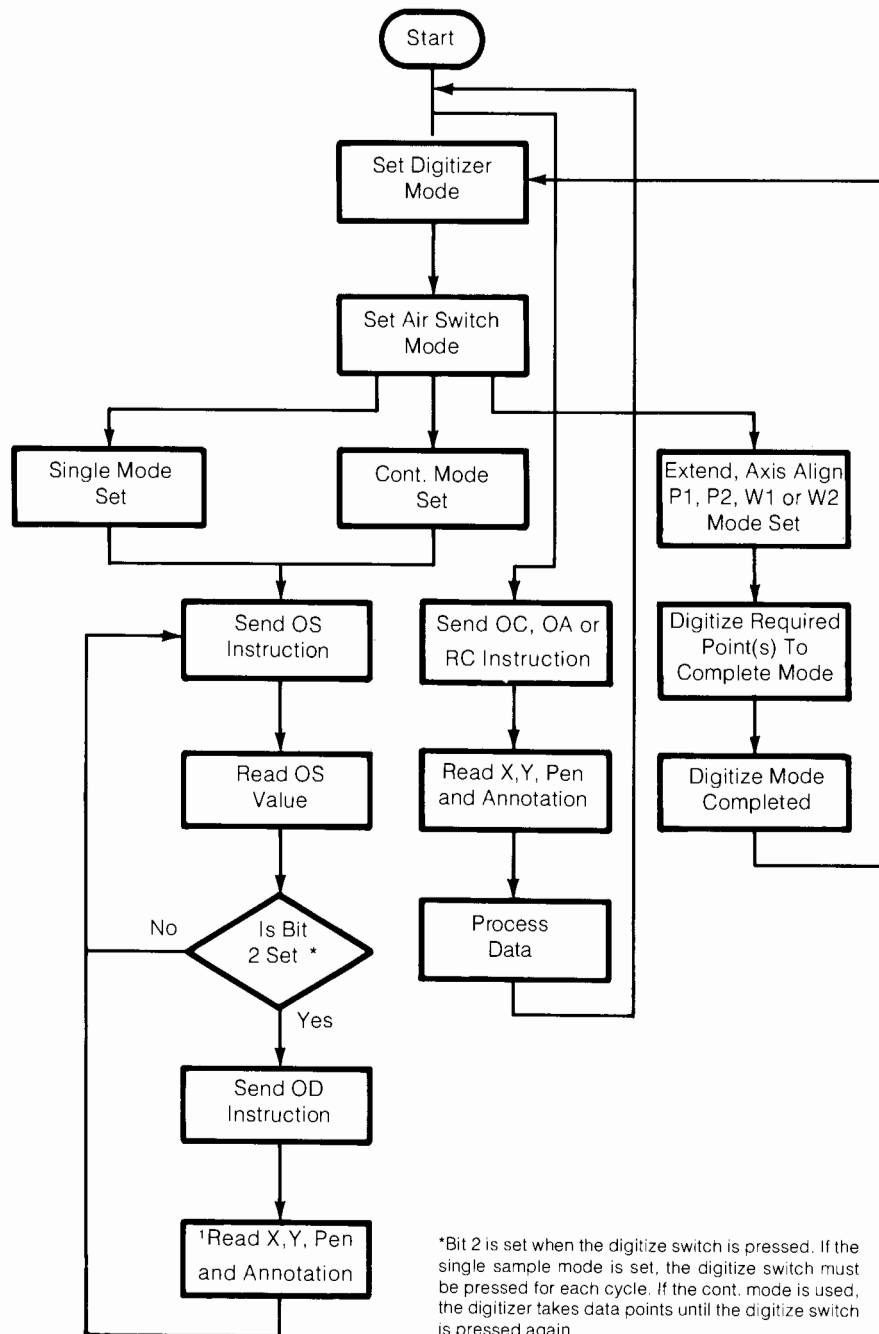 Start
Set Digitizer
Mode
Set Air Switch
Mode
Single Mode
Set
Cont. Mode
Set
Extend, Axis Align
P1, P2, W1 or W2
Mode Set
Send OS
Instruction
Send OC, OA or
RC Instruction
Digitize Required
Point(s) To
Complete Mode
Read OS
Value
Read X,Y, Pen
and Annotation
Digitize Mode
Completed
No
Is Bit
2 Set *
Yes
Process
Data
Send OD
Instruction
¹Read X,Y, Pen
and Annotation
*Bit 2 is set when the digitize switch is pressed. If the
single sample mode is set, the digitize switch must
be pressed for each cycle. If the cont. mode is used,
the digitizer takes data points until the digitize switch
is pressed again